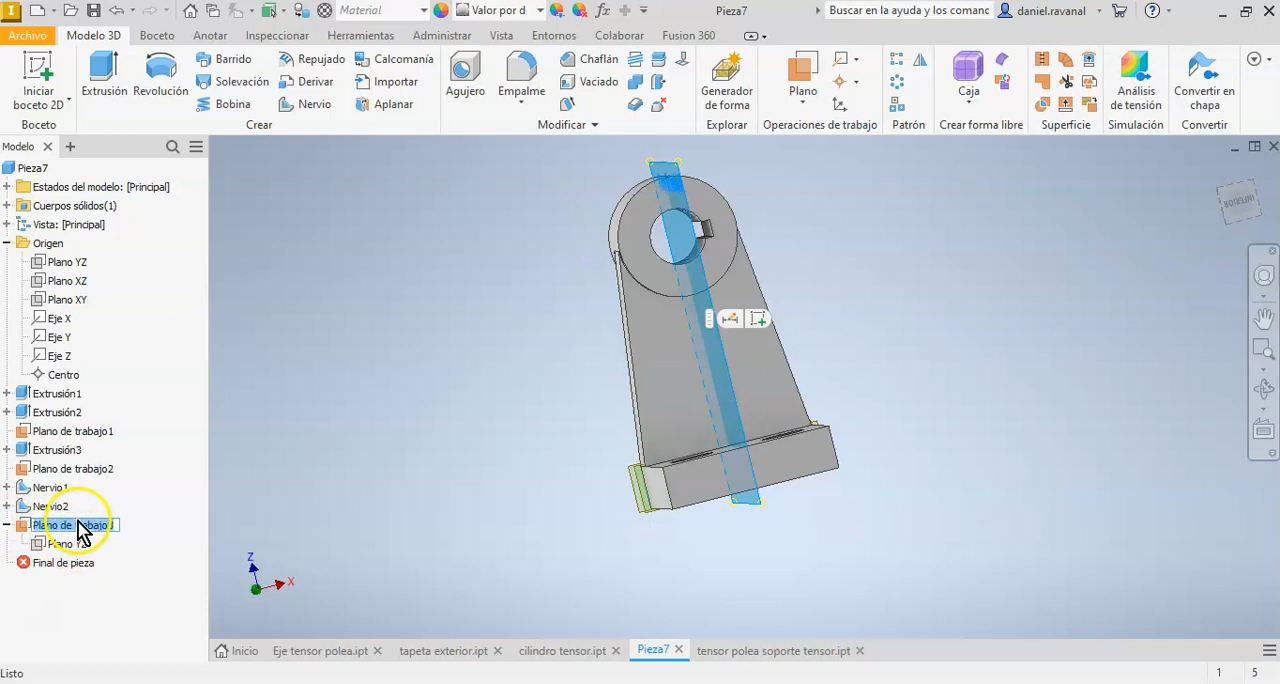 Material
Valor por d
Pieza7
Buscar en la ayuda y los comanc
daniel.ravanal
Archivo
Modelo 3D
Boceto
Anotar
Inspeccionar
Herramientas
Administrar
Vista
Entornos
Colaborar
Fusion 360
Iniciar
boceto 2D
Extrusión
Revolución
Barrido
Solevación
Bobina
Repujado
Derivar
Nervio
Calcomanía
Importar
Aplanar
Agujero
Empalme
Chaflán
Vaciado
Generador
de forma
Plano
Caja
Análisis
de tensión
Convertir en
chapa
Boceto
Crear
Modificar
Explorar
Operaciones de trabajo
Patrón
Crear forma libre
Superficie
Simulación
Convertir
Modelo
Pieza7
Estados del modelo: [Principal]
Cuerpos sólidos(1)
Vista: [Principal]
Origen
Plano YZ
Plano XZ
Plano XY
Eje X
Eje Y
Eje Z
Centro
Extrusión1
Extrusión2
Plano de trabajo1
Extrusión3
Plano de trabajo2
Nervio1
Nervio2
Plano de trabajo3
Plano YZ
Final de pieza
INFERIOR
Z
X
Inicio
Eje tensor polea.ipt
tapeta exterior.ipt
cilindro tensor.ipt
Pieza7
tensor polea soporte tensor.ipt
Listo
1
5